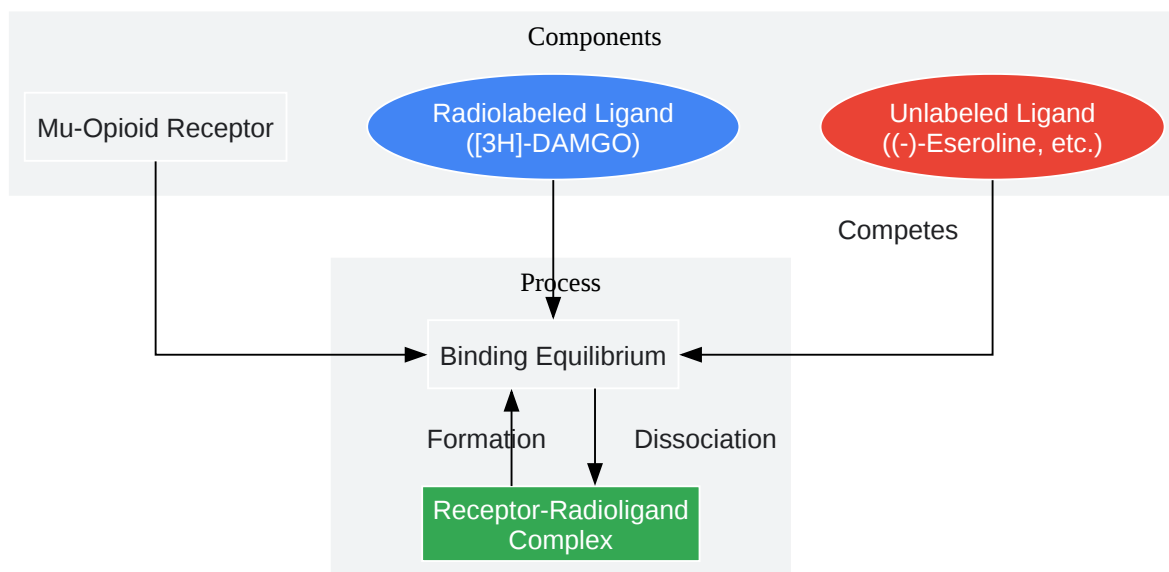 Components
Mu-Opioid Receptor
Radiolabeled Ligand
([3H]-DAMGO)
Unlabeled Ligand
((-)-Eseroline, etc.)
Competes
Process
Binding Equilibrium
Formation
Dissociation
Receptor-Radioligand
Complex